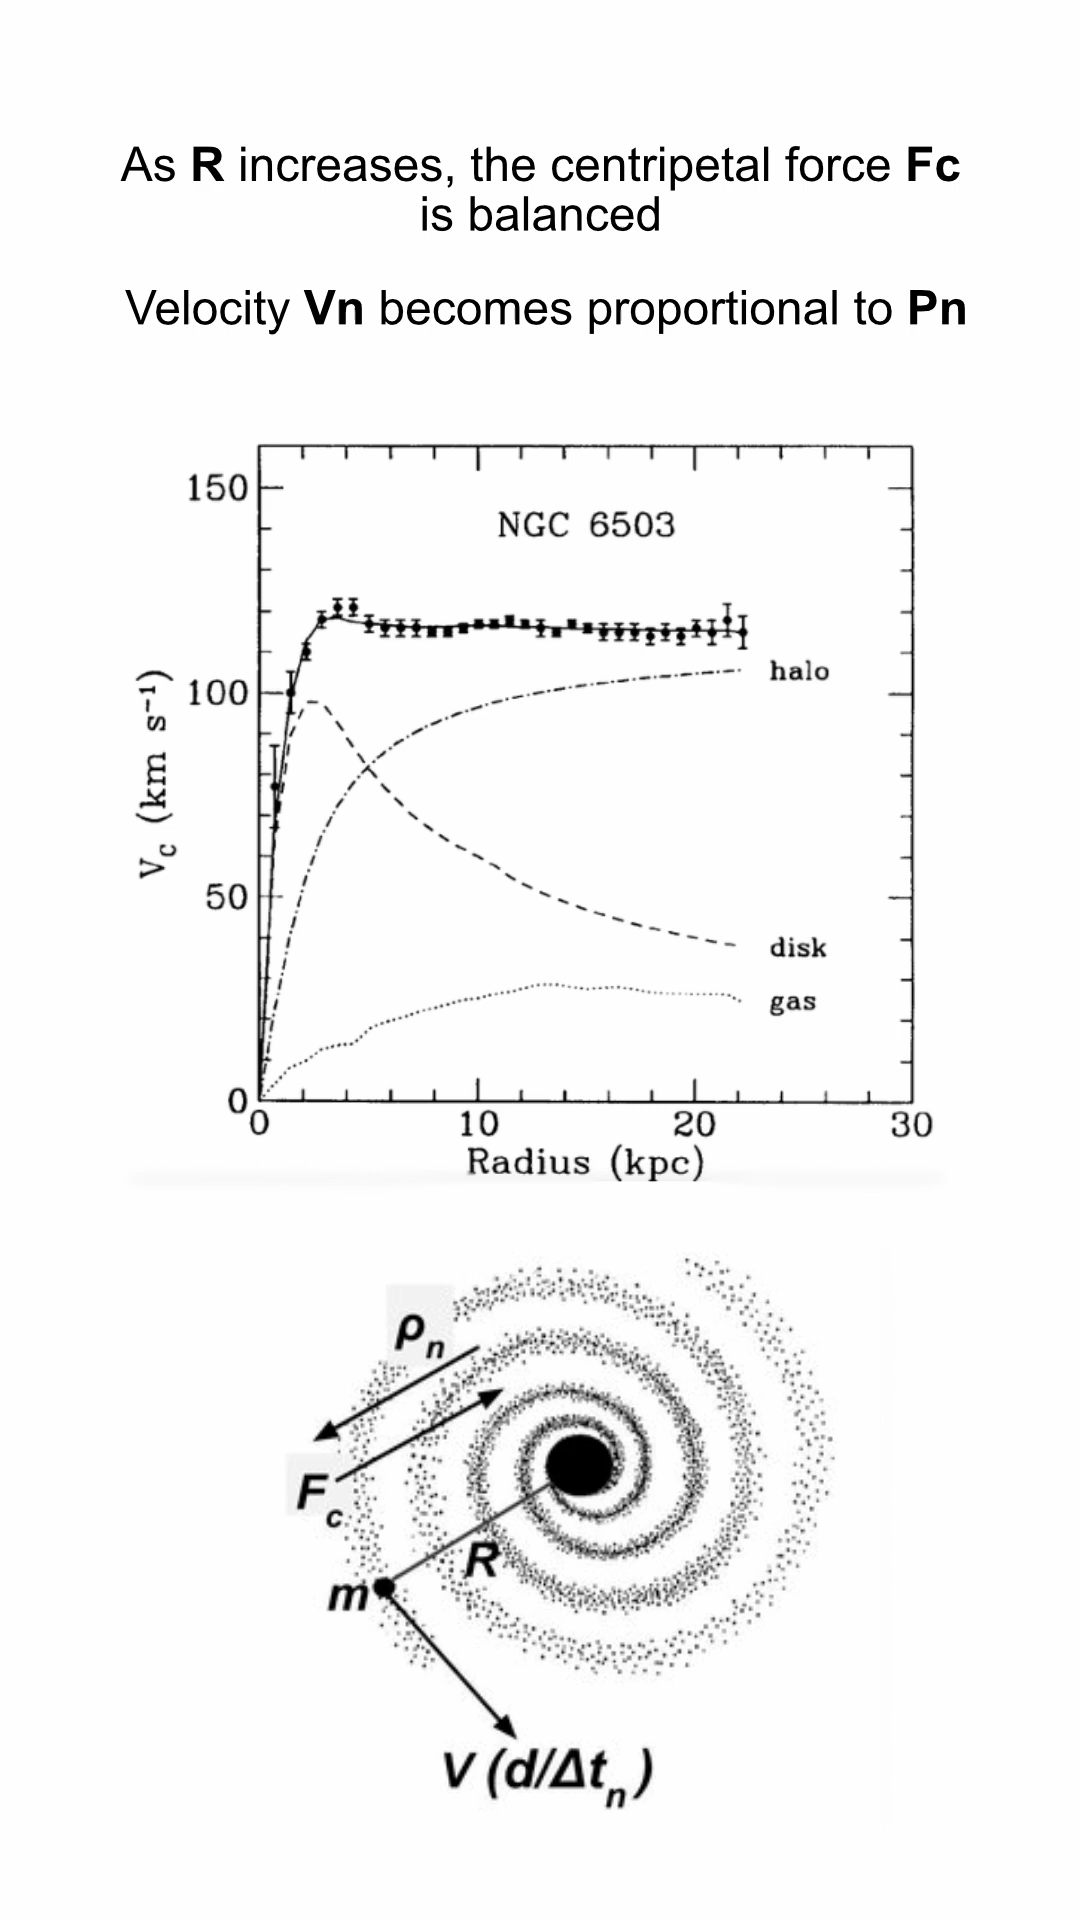 As R increases, the centripetal force Fc
is balanced
Velocity Vn becomes proportional to Pn
150
NGC 6503
halo
100
Vc (km s⁻¹)
50
disk
gas
0
0 10 20 30
Radius (kpc)
ρn
Fc
R
m
V (d/Δtn)